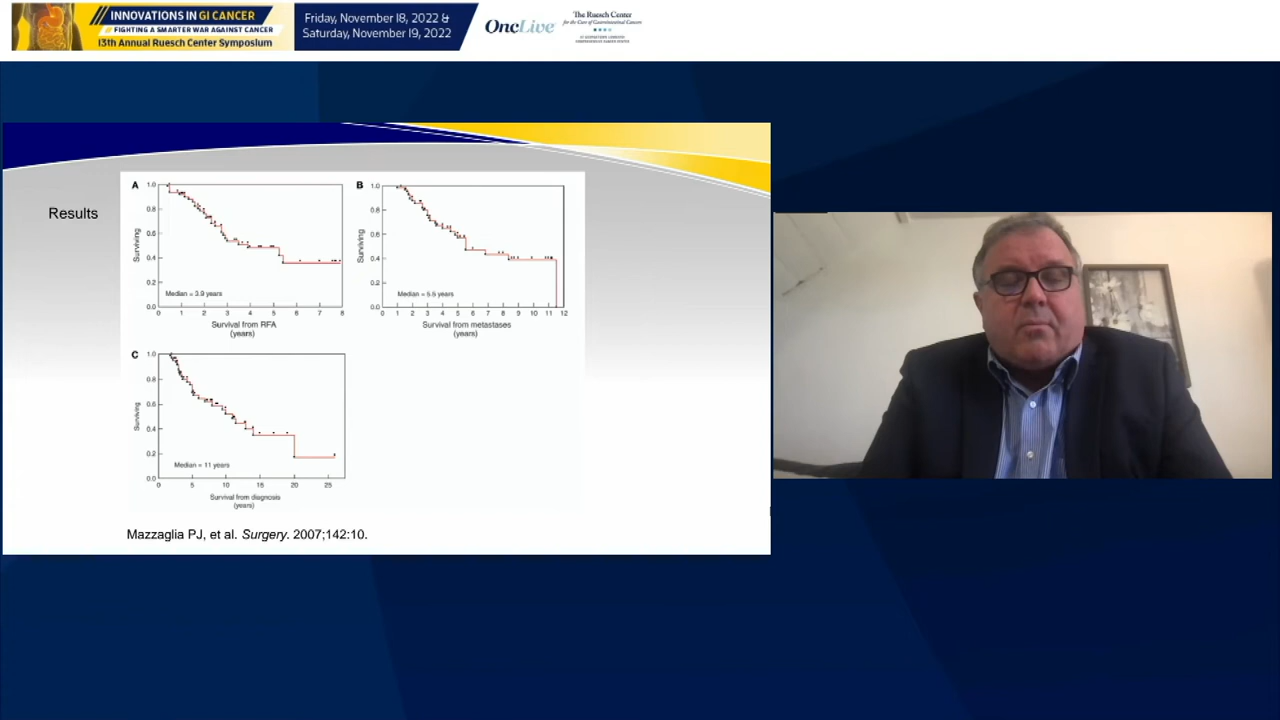 INNOVATIONS IN GI CANCER
FIGHTING A SMARTER WAR AGAINST CANCER
13th Annual Ruesch Center Symposium
Friday, November 18, 2022 &
Saturday, November 19, 2022
OncLive
The Ruesch Center
for the Cure of Gastrointestinal Cancers
Results
A
1.0
0.8
0.6
0.4
0.2
0.0
Surviving
Median = 3.9 years
0 1 2 3 4 5 6 7 8
Survival from RFA
(years)
B
1.0
0.8
0.6
0.4
0.2
0.0
Surviving
Median = 5.5 years
0 1 2 3 4 5 6 7 8 9 10 11 12
Survival from metastases
(years)
C
1.0
0.8
0.6
0.4
0.2
0.0
Surviving
Median = 11 years
0 5 10 15 20 25
Survival from diagnosis
(years)
Mazzaglia PJ, et al. Surgery. 2007;142:10.